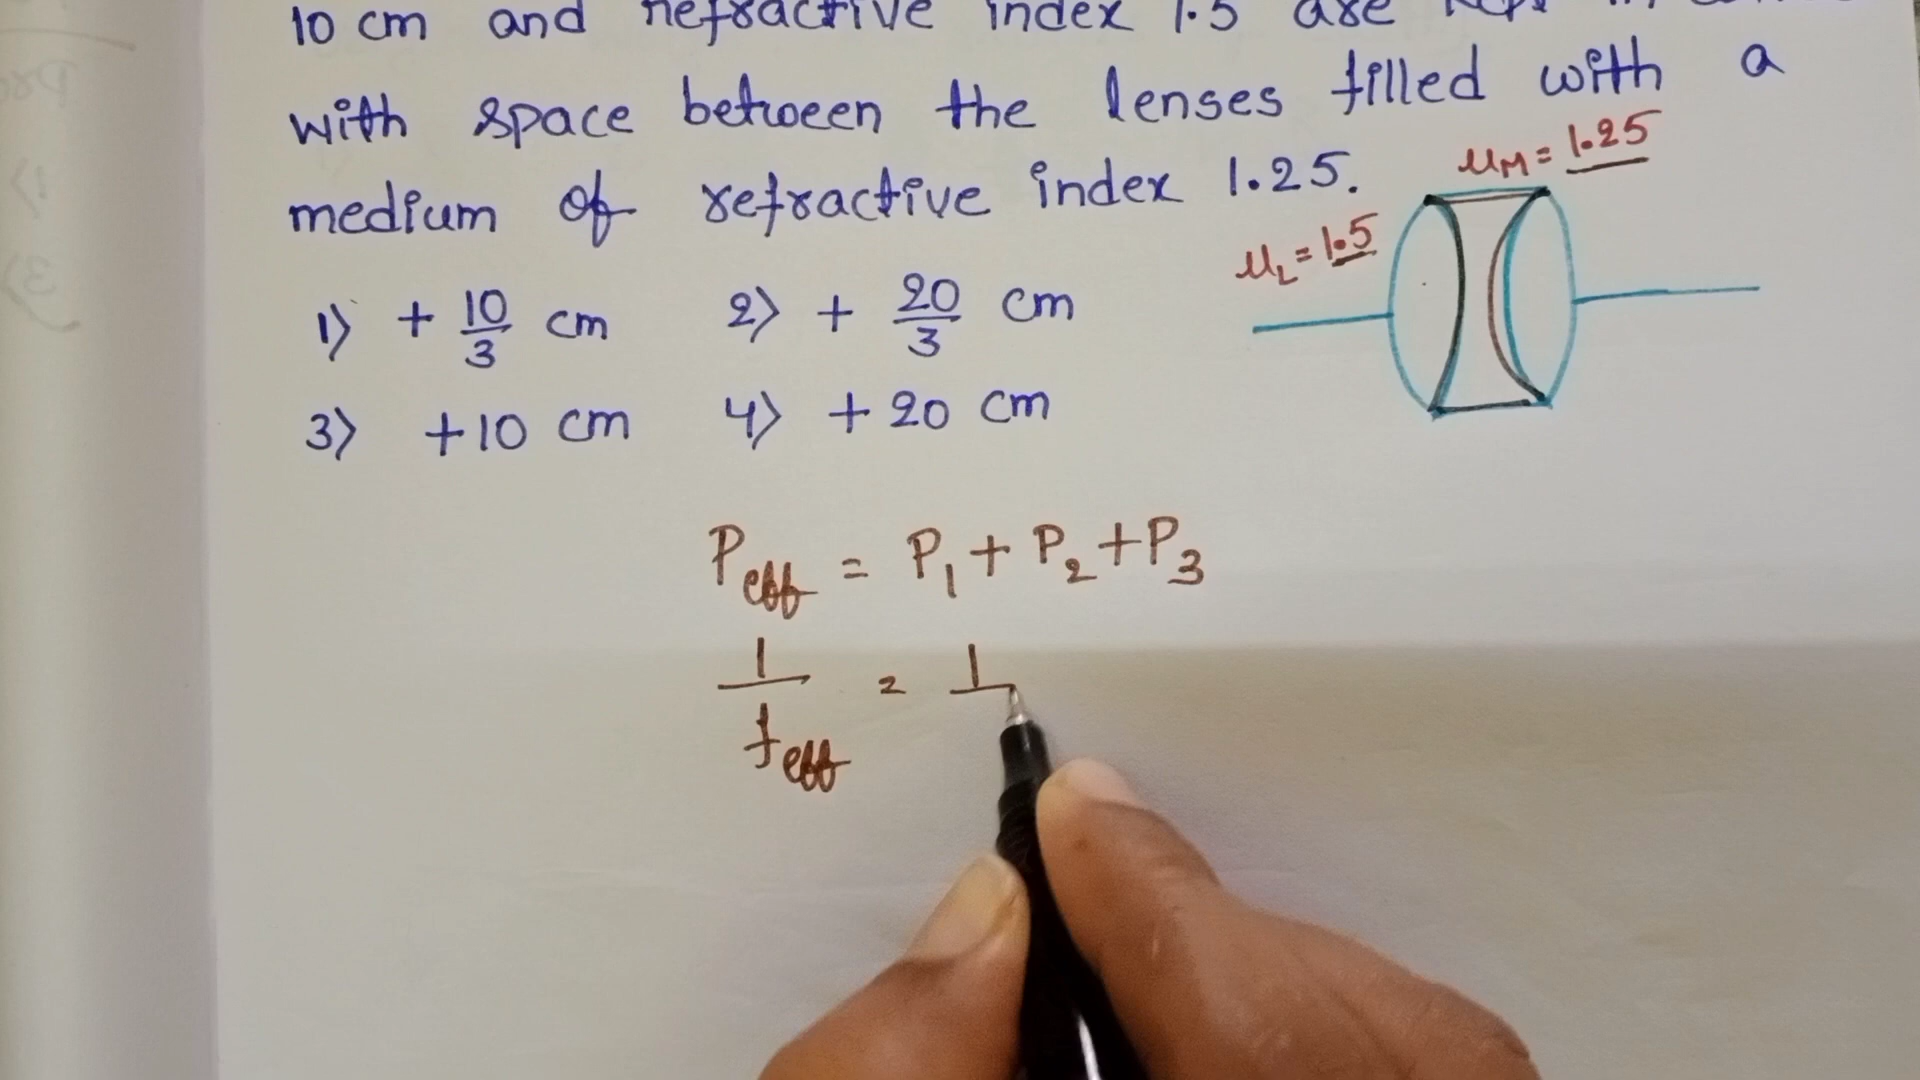 10 cm and refractive index 1.5 are kept in
with space between the lenses filled with a
medium of refractive index 1.25.
μM = 1.25
μL = 1.5
1) + 10/3 cm 2) + 20/3 cm
3) +10 cm 4) +20 cm
Peff = P1 + P2 + P3
1/feff = 1